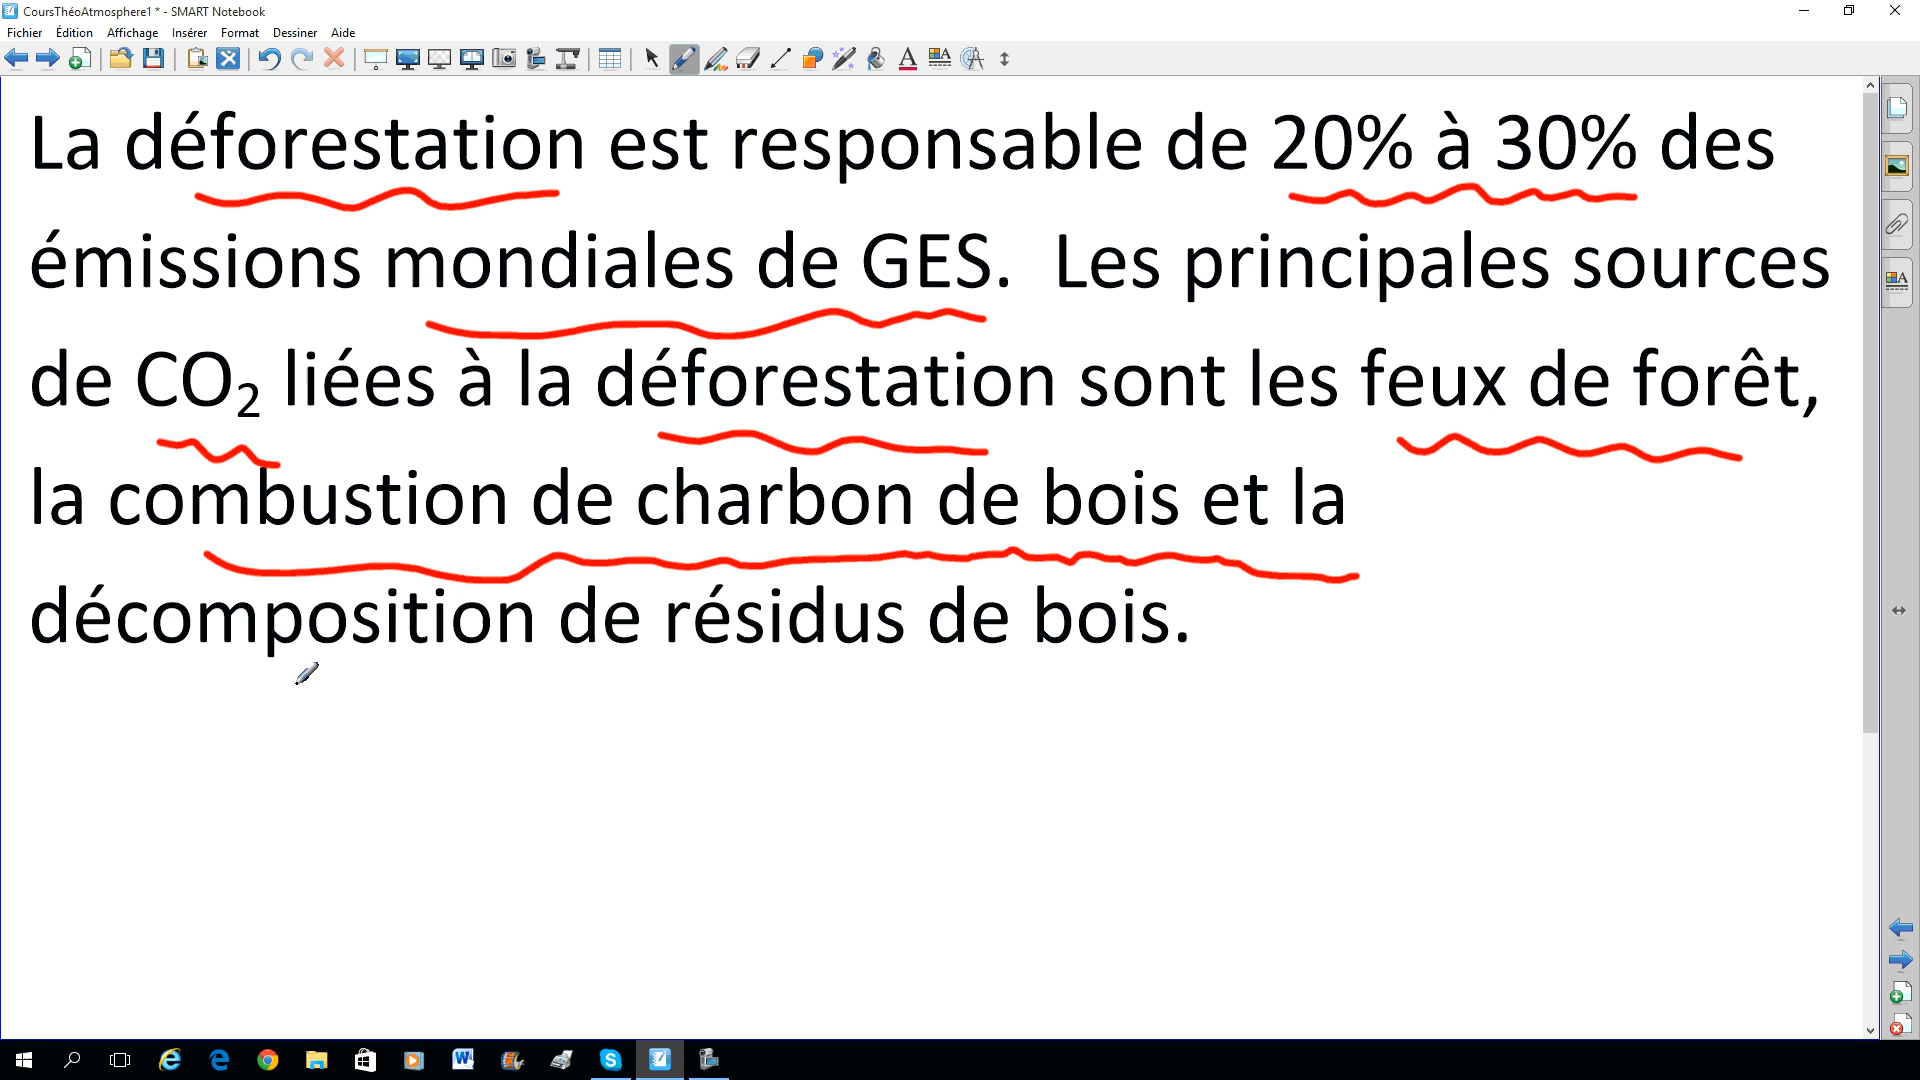 CoursThéoAtmosphere1 * - SMART Notebook
Fichier Édition Affichage Insérer Format Dessiner Aide
La déforestation est responsable de 20% à 30% des
émissions mondiales de GES.  Les principales sources
de CO₂ liées à la déforestation sont les feux de forêt,
la combustion de charbon de bois et la
décomposition de résidus de bois.